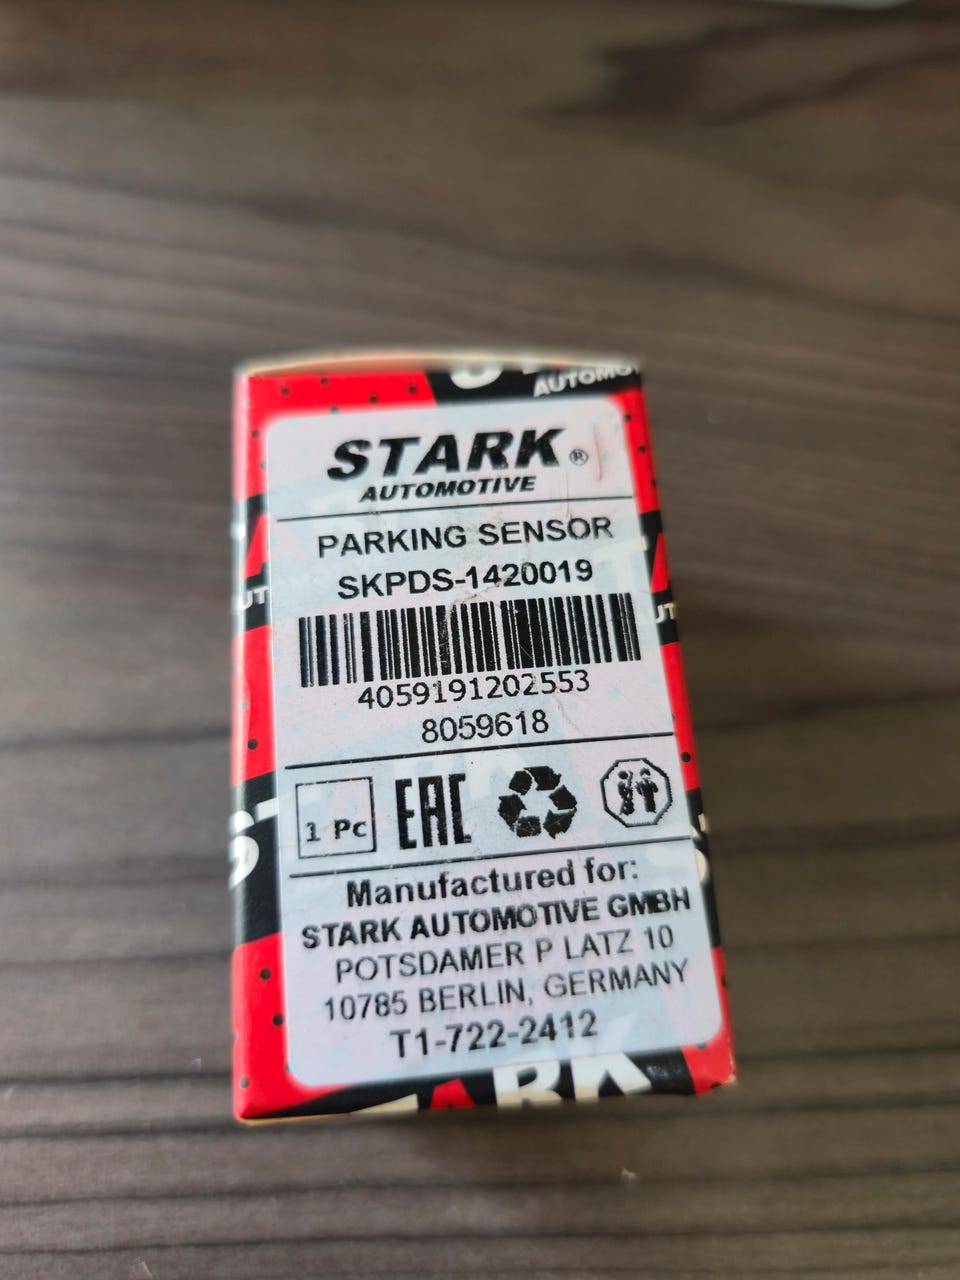 AUTOMO
STARK®
AUTOMOTIVE
PARKING SENSOR
SKPDS-1420019
4059191202553
8059618
1 Pc
EAC
Manufactured for:
STARK AUTOMOTIVE GMBH
POTSDAMER P LATZ 10
10785 BERLIN, GERMANY
T1-722-2412